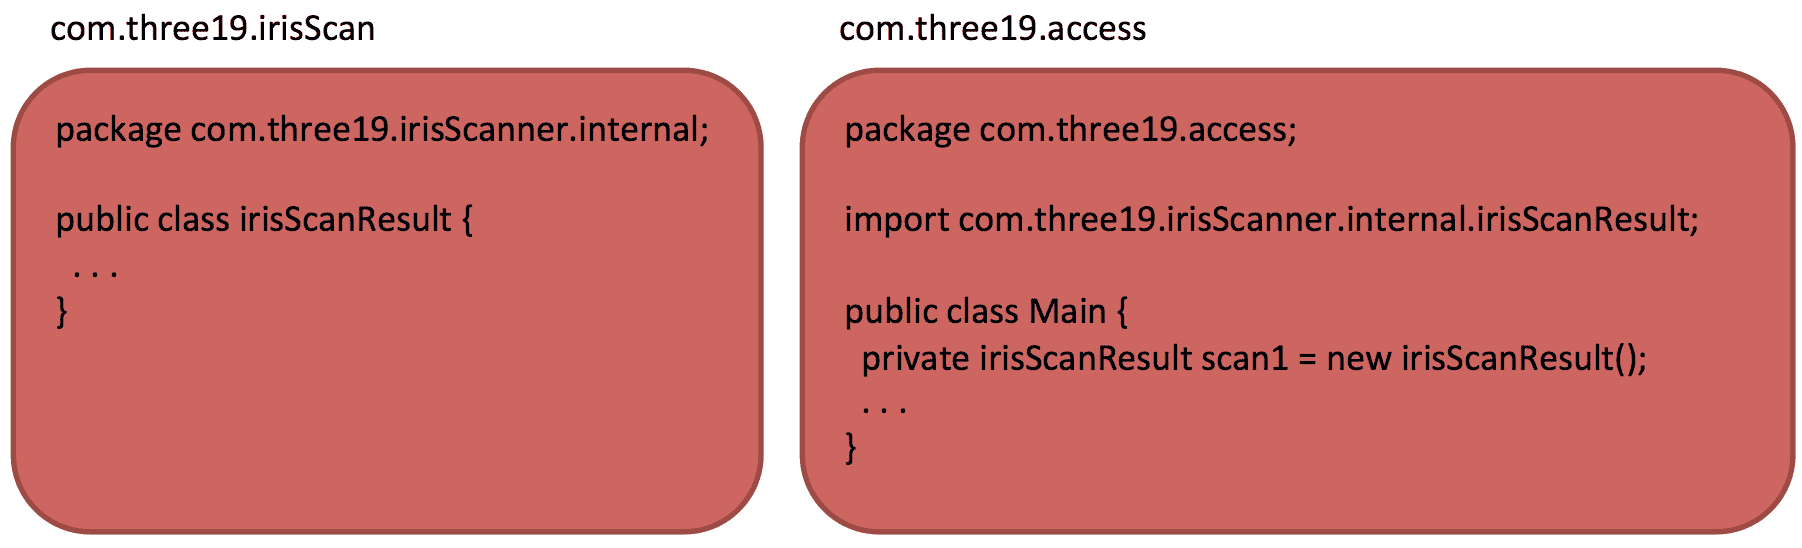 com.three19.irisScan
package com.three19.irisScanner.internal;
public class irisScanResult {
. . .
}
com.three19.access
package com.three19.access;
import com.three19.irisScanner.internal.irisScanResult;
public class Main {
private irisScanResult scan1 = new irisScanResult();
. . .
}